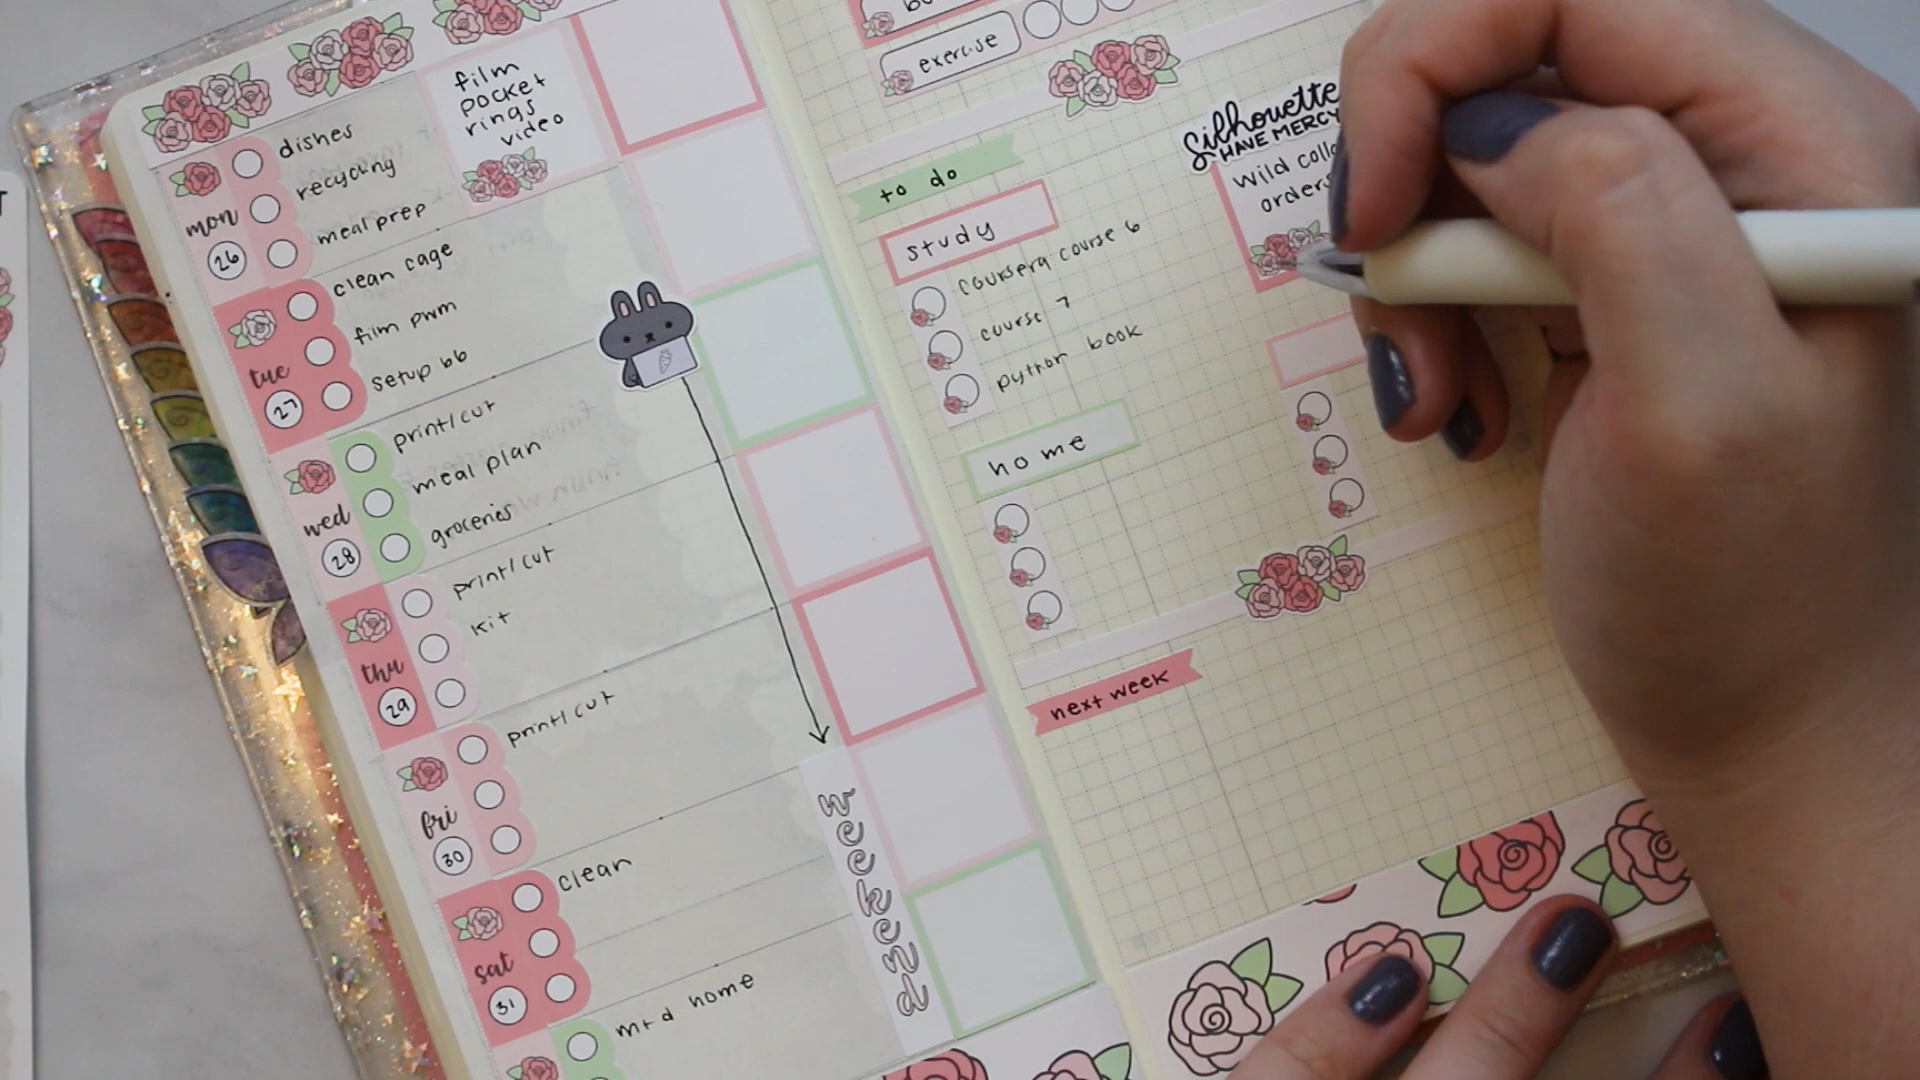 film
pocket
rings
video
dishes
recycling
meal prep
mon
26
clean cage
film pwm
setup b6
tue
27
print/cut
meal plan
groceries
wed
28
print/cut
kit
thu
29
print/cut
fri
30
clean
sat
31
m+d home
weekend
exercise
to do
study
coursera course 6
course 7
python book
home
next week
Silhouette
HAVE MERCY
Wild
orders